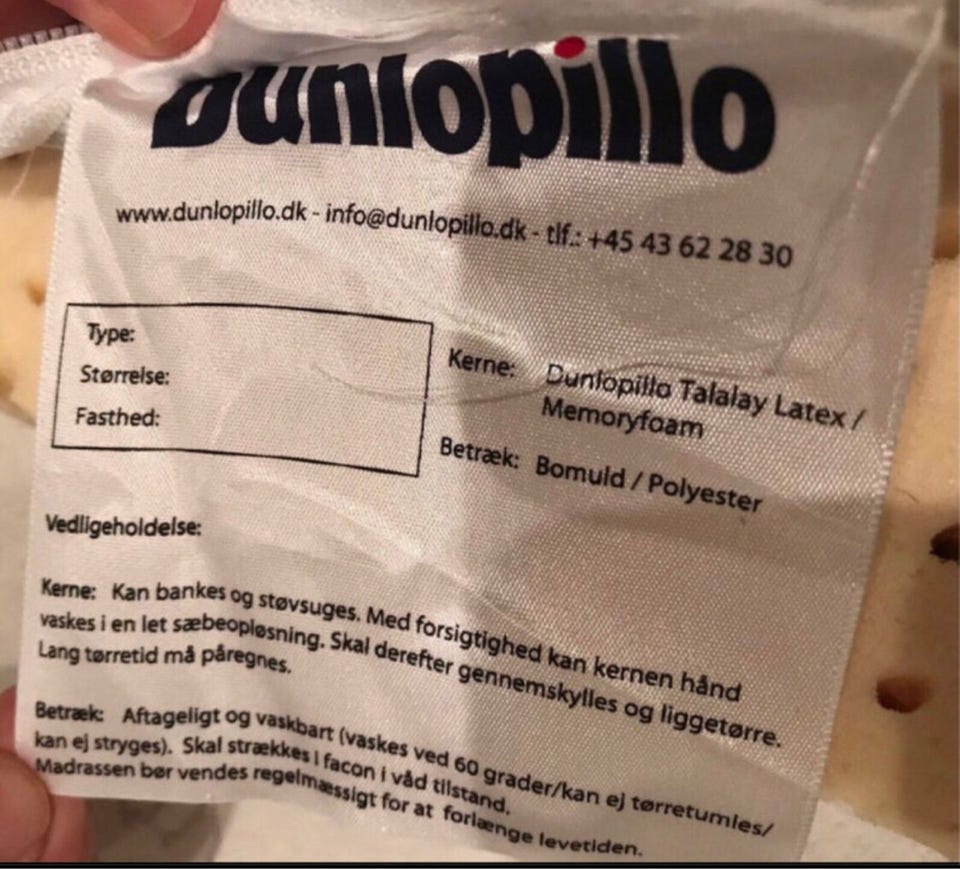 Dunlopillo
www.dunlopillo.dk - info@dunlopillo.dk - tlf.: +45 43 62 28 30
Type:
Størrelse:
Fasthed:
Kerne: Dunlopillo Talalay Latex /
Memoryfoam
Betræk: Bomuld / Polyester
Vedligeholdelse:
Kerne: Kan bankes og støvsuges. Med forsigtighed kan kernen hånd
vaskes i en let sæbeopløsning. Skal derefter gennemskylles og liggetørre.
Lang tørretid må påregnes.
Betræk: Aftageligt og vaskbart (vaskes ved 60 grader/kan ej tørretumles/
kan ej stryges). Skal strækkes i facon i våd tilstand.
Madrassen bør vendes regelmæssigt for at forlænge levetiden.